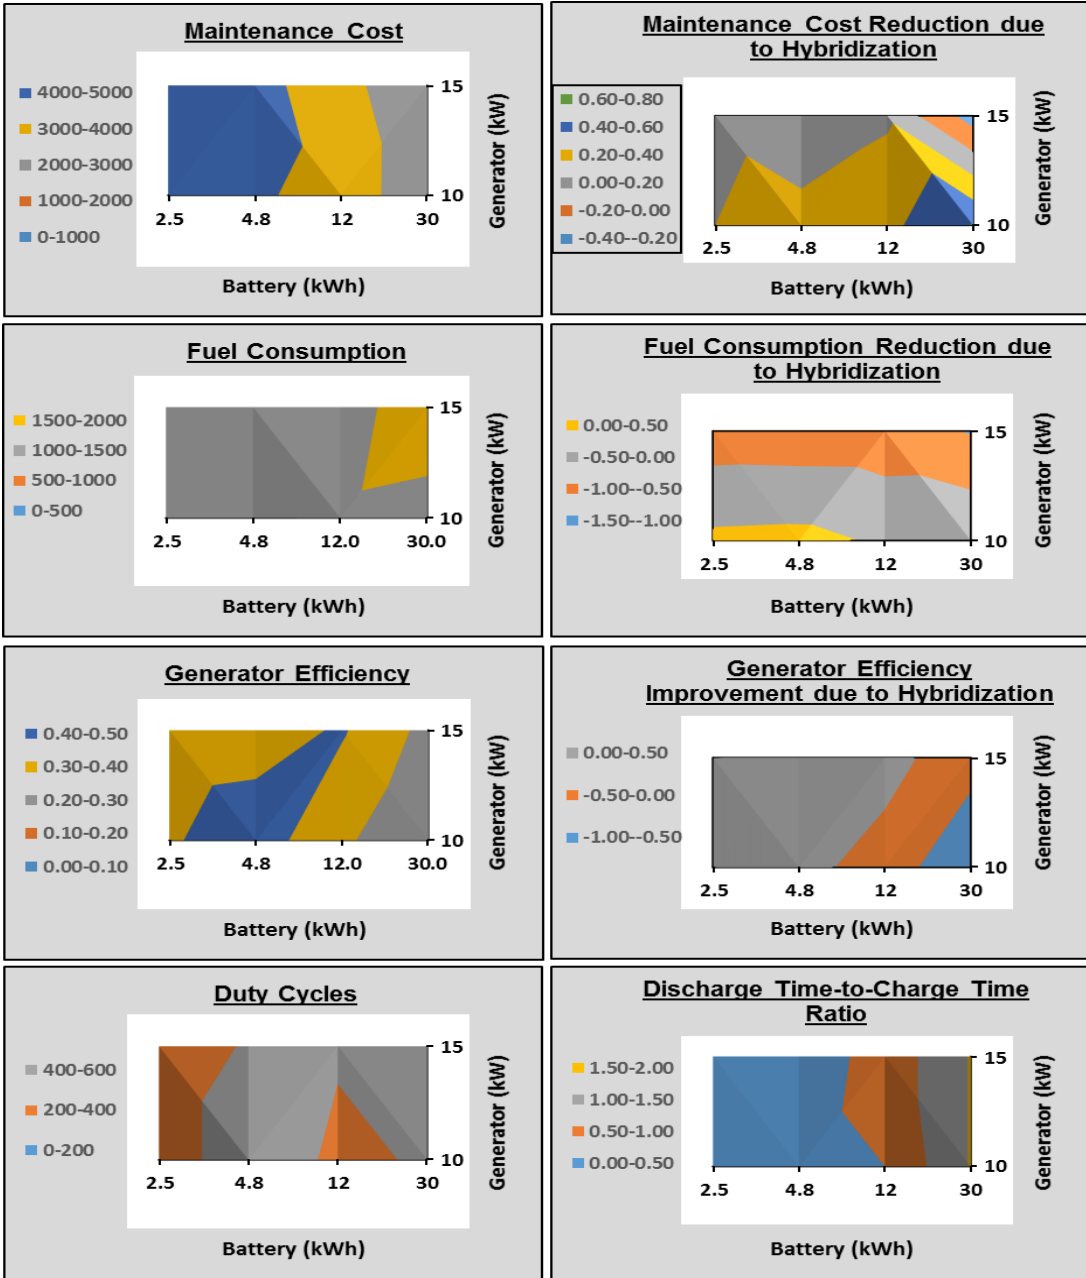 Maintenance Cost
4000-5000
3000-4000
2000-3000
1000-2000
0-1000
15
10
2.5 4.8 12 30
Battery (kWh)
Generator (kW)
Maintenance Cost Reduction due
to Hybridization
0.60-0.80
0.40-0.60
0.20-0.40
0.00-0.20
-0.20-0.00
-0.40--0.20
15
10
2.5 4.8 12 30
Battery (kWh)
Generator (kW)
Fuel Consumption
1500-2000
1000-1500
500-1000
0-500
15
10
2.5 4.8 12.0 30.0
Battery (kWh)
Generator (kW)
Fuel Consumption Reduction due
to Hybridization
0.00-0.50
-0.50-0.00
-1.00--0.50
-1.50--1.00
15
10
2.5 4.8 12 30
Battery (kWh)
Generator (kW)
Generator Efficiency
0.40-0.50
0.30-0.40
0.20-0.30
0.10-0.20
0.00-0.10
15
10
2.5 4.8 12.0 30.0
Battery (kWh)
Generator (kW)
Generator Efficiency
Improvement due to Hybridization
0.00-0.50
-0.50-0.00
-1.00--0.50
15
10
2.5 4.8 12 30
Battery (kWh)
Generator (kW)
Duty Cycles
400-600
200-400
0-200
15
10
2.5 4.8 12 30
Battery (kWh)
Generator (kW)
Discharge Time-to-Charge Time
Ratio
1.50-2.00
1.00-1.50
0.50-1.00
0.00-0.50
15
10
2.5 4.8 12 30
Battery (kWh)
Generator (kW)